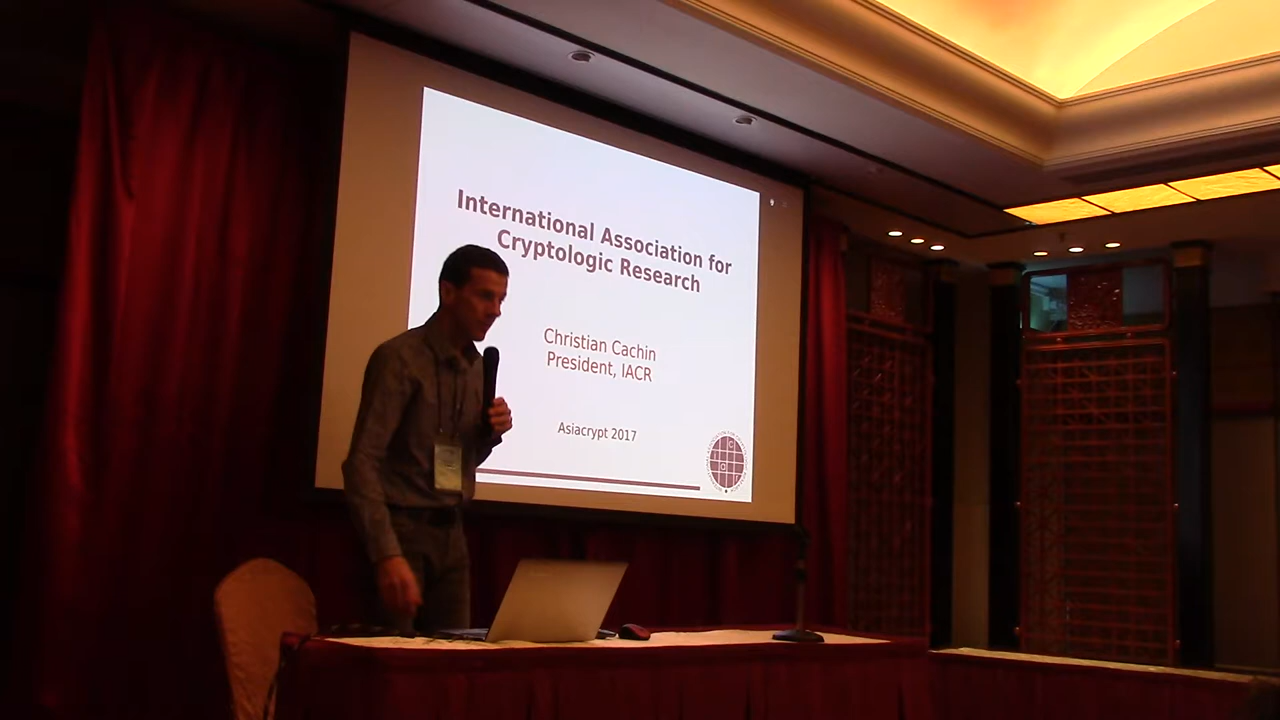 International Association for
Cryptologic Research
Christian Cachin
President, IACR
Asiacrypt 2017